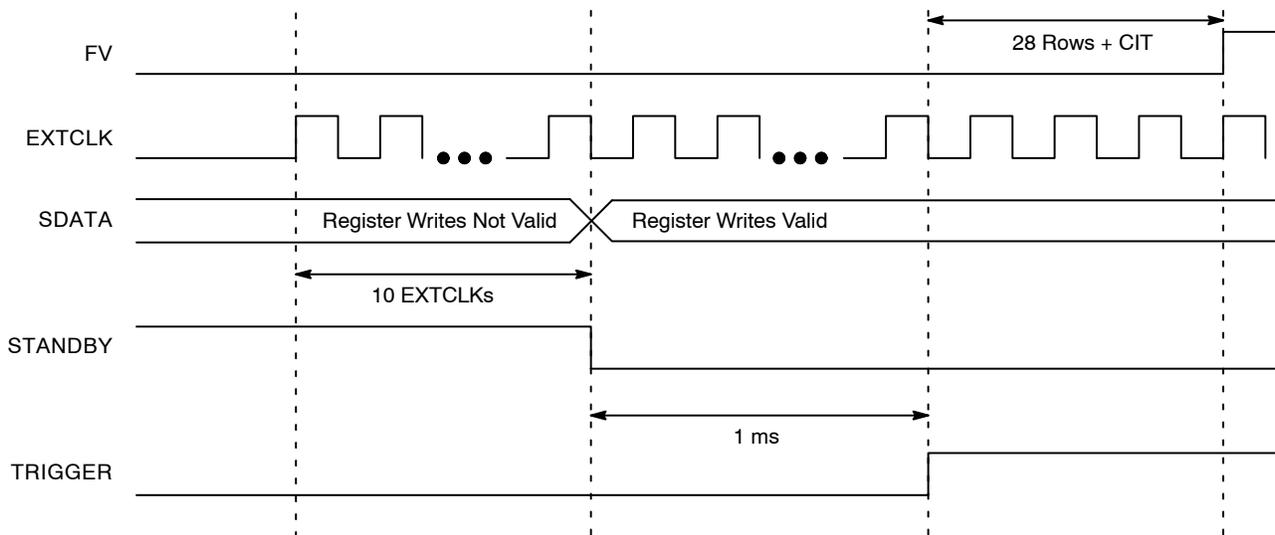 28 Rows + CIT
FV
EXTCLK
SDATA
Register Writes Not Valid
Register Writes Valid
10 EXTCLKs
STANDBY
1 ms
TRIGGER